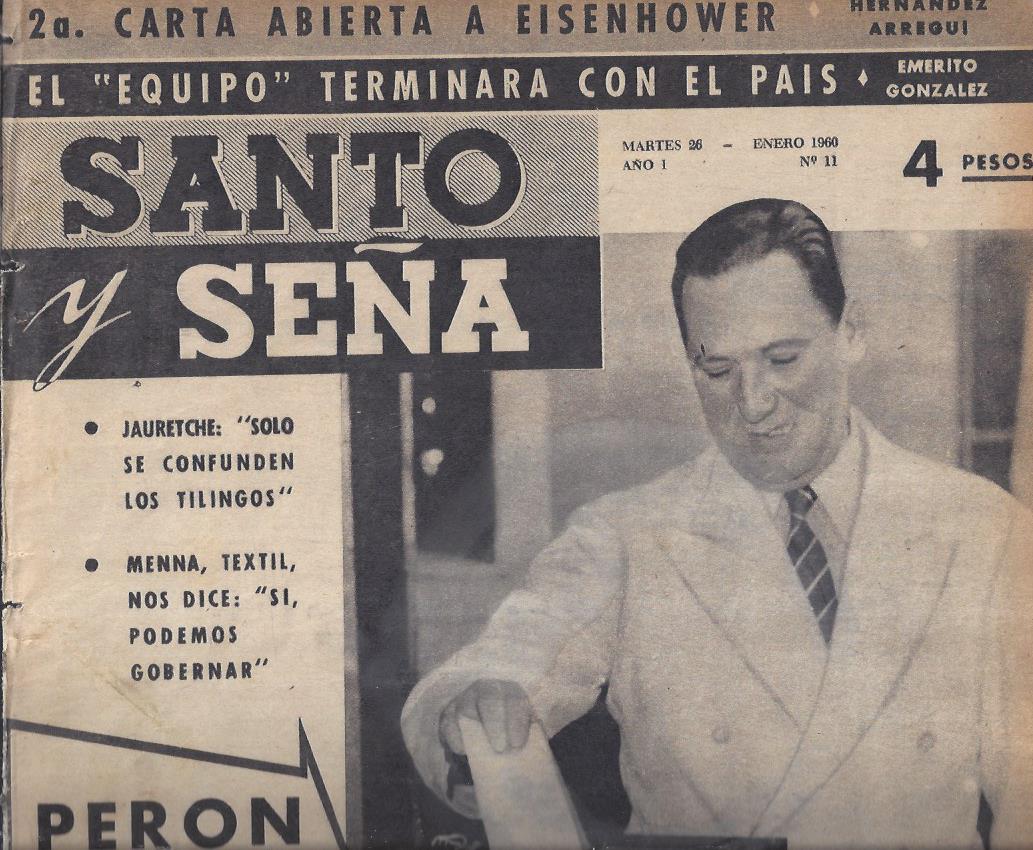 2a. CARTA ABIERTA A EISENHOWER
HERNANDEZ
ARREGUI
EL "EQUIPO" TERMINARA CON EL PAIS
EMERITO
GONZALEZ
SANTO
y SEÑA
MARTES 26 - ENERO 1960
AÑO 1 Nº 11
4 PESOS
• JAURETCHE: "SOLO
SE CONFUNDEN
LOS TILINGOS"
• MENNA, TEXTIL,
NOS DICE: "SI,
PODEMOS
GOBERNAR"
PERON